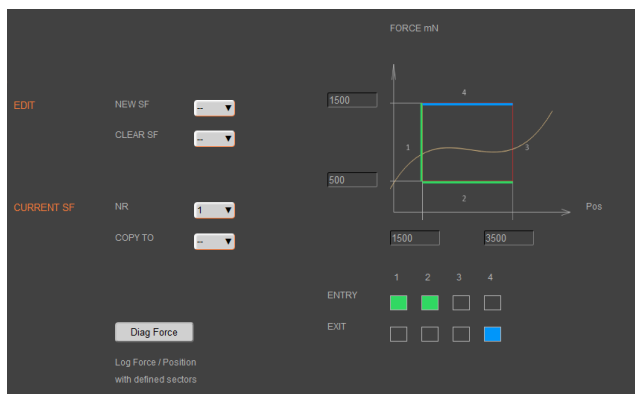 FORCE mN
4
1500
EDIT NEW SF --
CLEAR SF --
1 3
500
2
CURRENT SF NR 1
Pos
COPY TO --
1500 3500
1 2 3 4
ENTRY
EXIT
Diag Force
Log Force / Position
with defined sectors